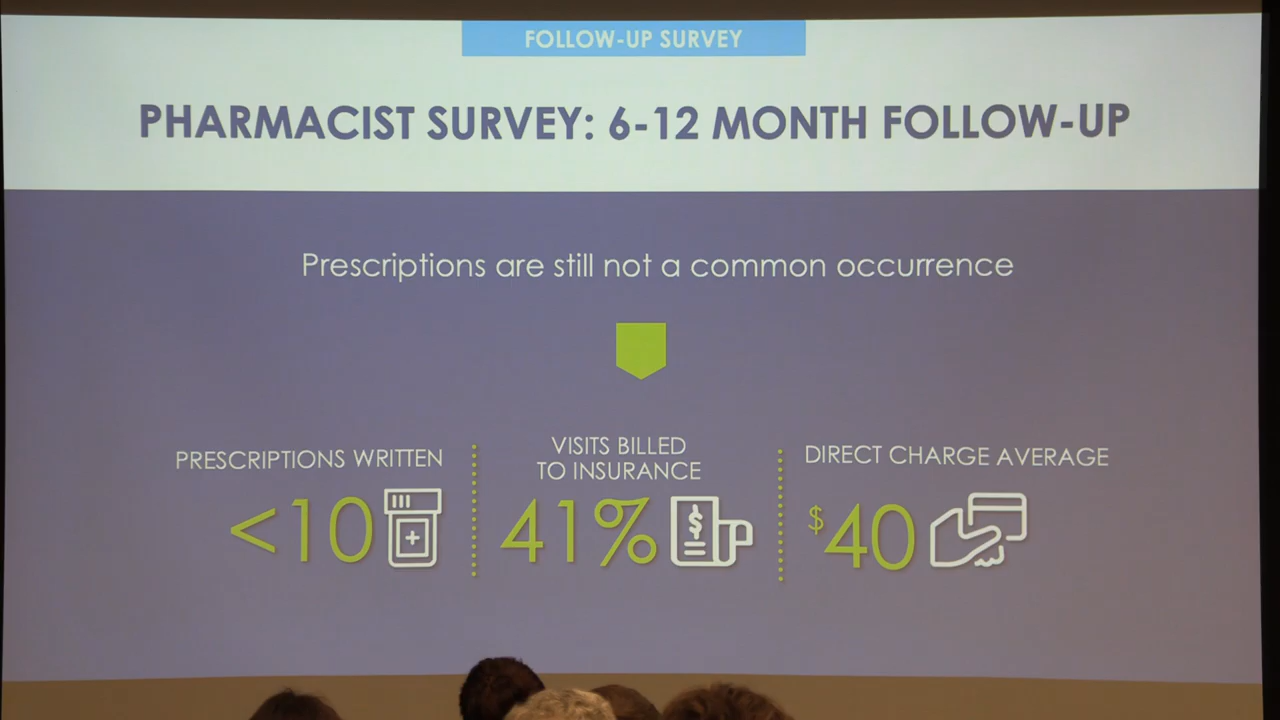 FOLLOW-UP SURVEY
PHARMACIST SURVEY: 6-12 MONTH FOLLOW-UP
Prescriptions are still not a common occurrence
PRESCRIPTIONS WRITTEN
<10
VISITS BILLED
TO INSURANCE
41%
$
DIRECT CHARGE AVERAGE
$40